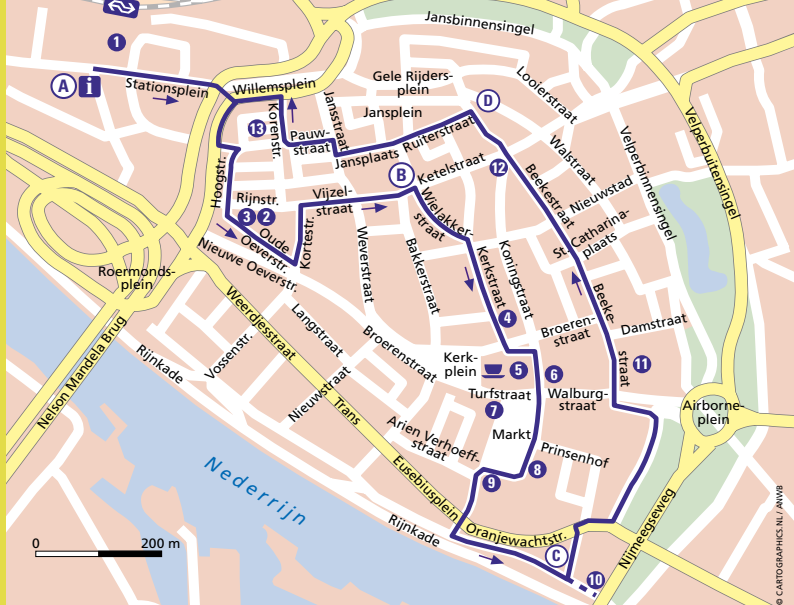 Jansbinnensingel
1
A i
Stationsplein
Willemsplein
Gele Rijders-
plein
Looierstraat
Velperbuitensingel
D
Jansstraat
Jansplein
13
Korenstr.
Pauw-
straat
Jansplaats
Ruiterstraat
Velperbinnensingel
Walstraat
12
Hoogstr.
Ketelstraat
B
Beekestraat
Nieuwstad
Rijnstr.
Vijzel-
straat
3 2
Oude
Oeverstr.
Kortestr.
Wielakker-
straat
St. Catharina-
plaats
Nieuwe Oeverstr.
Weverstraat
Bakkerstraat
Kerkstraat
Koningstraat
Roermonds-
plein
Weerdjesstraat
Beeke-
straat
4
Langstraat
Broerenstraat
Broeren-
straat
Damstraat
Nelson Mandela Brug
Rijnkade
Vossenstr.
Kerk-
plein
5
6
11
Nieuwstraat
Turfstraat
7
Walburg-
straat
Airborne-
plein
Trans
Arien Verhoeff-
straat
Markt
Prinsenhof
8
9
Nederrijn
Eusebiusplein
Rijnkade
Oranjewachtstr.
Nijmeegseweg
C
10
0 200 m
© CARTOGRAPHICS.NL / ANWB